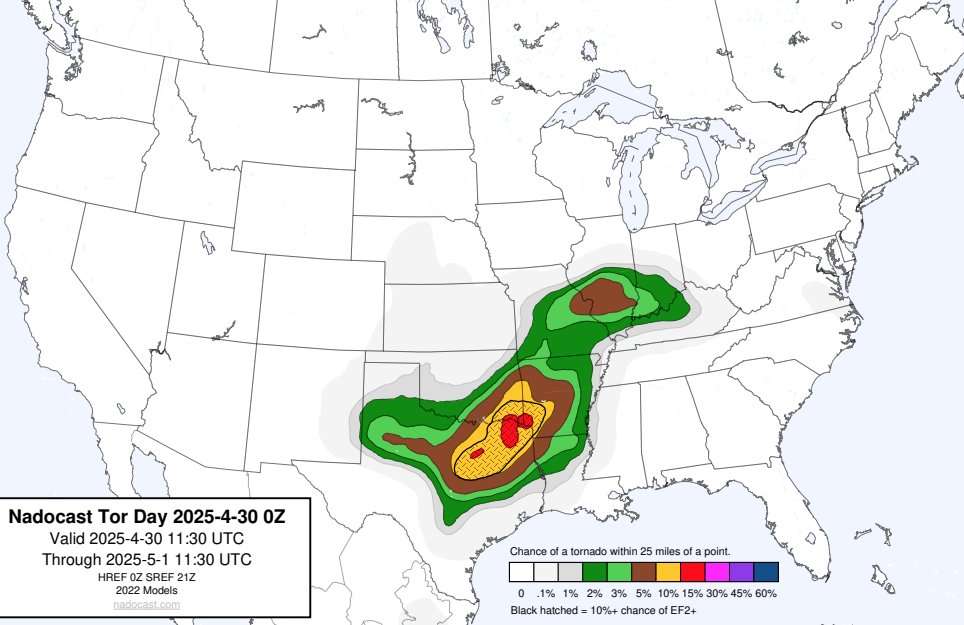 Nadocast Tor Day 2025-4-30 0Z
Valid 2025-4-30 11:30 UTC
Through 2025-5-1 11:30 UTC
HREF 0Z SREF 21Z
2022 Models
nadocast.com
Chance of a tornado within 25 miles of a point.
0 .1% 1% 2% 3% 5% 10% 15% 30% 45% 60%
Black hatched = 10%+ chance of EF2+